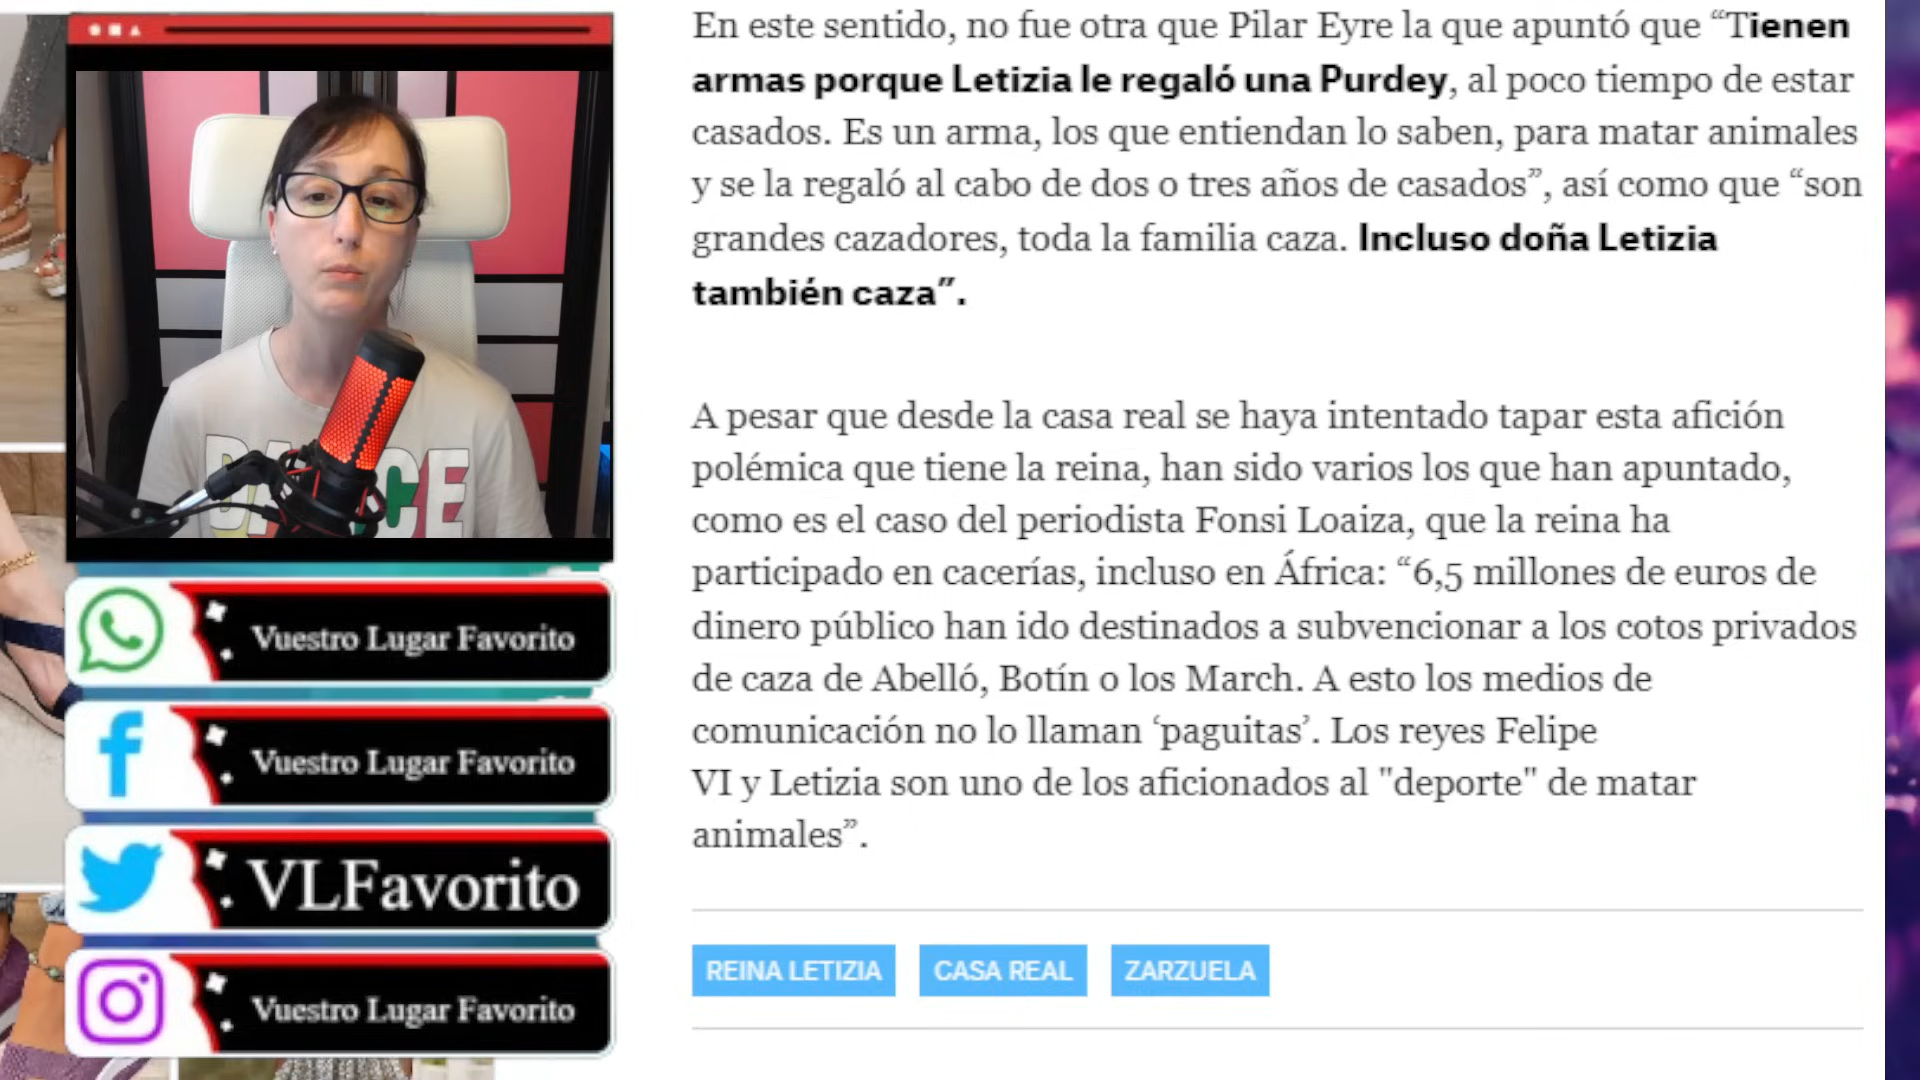 En este sentido, no fue otra que Pilar Eyre la que apuntó que “Tienen
armas porque Letizia le regaló una Purdey, al poco tiempo de estar
casados. Es un arma, los que entiendan lo saben, para matar animales
y se la regaló al cabo de dos o tres años de casados”, así como que “son
grandes cazadores, toda la familia caza. Incluso doña Letizia
también caza”.
A pesar que desde la casa real se haya intentado tapar esta afición
polémica que tiene la reina, han sido varios los que han apuntado,
como es el caso del periodista Fonsi Loaiza, que la reina ha
participado en cacerías, incluso en África: “6,5 millones de euros de
dinero público han ido destinados a subvencionar a los cotos privados
de caza de Abelló, Botín o los March. A esto los medios de
comunicación no lo llaman ‘paguitas’. Los reyes Felipe
VI y Letizia son uno de los aficionados al "deporte" de matar
animales”.
REINA LETIZIA
CASA REAL
ZARZUELA
Vuestro Lugar Favorito
Vuestro Lugar Favorito
VLFavorito
Vuestro Lugar Favorito